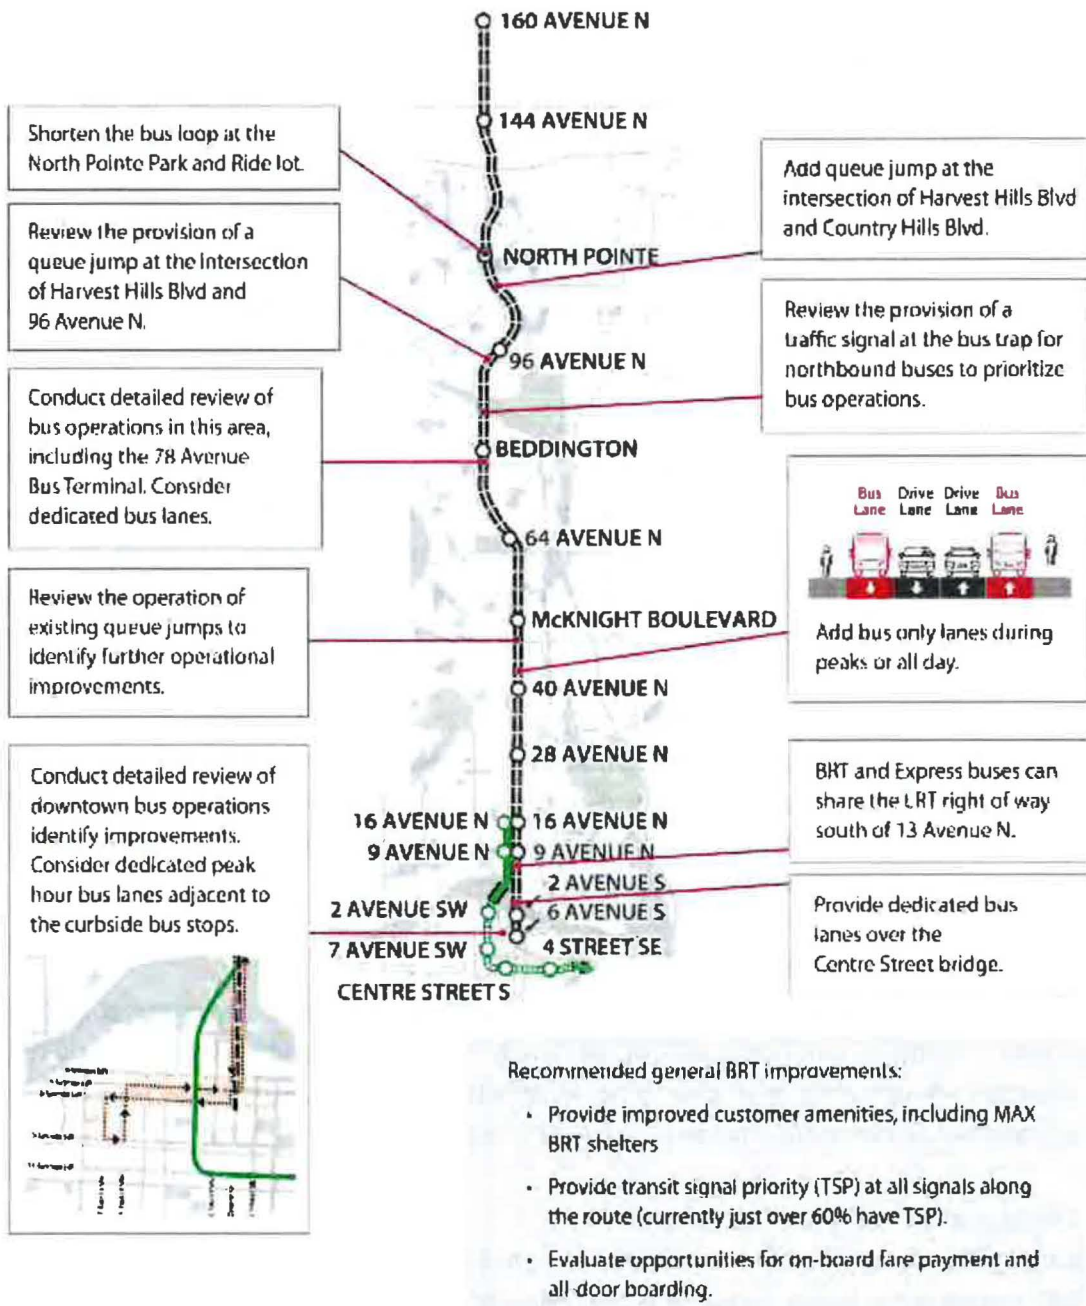 160 AVENUE N
144 AVENUE N
Shorten the bus loop at the
North Pointe Park and Ride lot.
Add queue jump at the
intersection of Harvest Hills Blvd
and Country Hills Blvd.
Review the provision of a
queue jump at the intersection
of Harvest Hills Blvd and
96 Avenue N.
NORTH POINTE
Review the provision of a
traffic signal at the bus trap for
northbound buses to prioritize
bus operations.
96 AVENUE N
Conduct detailed review of
bus operations in this area,
including the 78 Avenue
Bus Terminal. Consider
dedicated bus lanes.
BEDDINGTON
64 AVENUE N
Bus Drive Drive Bus
Lane Lane Lane Lane
Add bus only lanes during
peaks or all day.
Review the operation of
existing queue jumps to
identify further operational
improvements.
McKNIGHT BOULEVARD
40 AVENUE N
28 AVENUE N
Conduct detailed review of
downtown bus operations
identify improvements.
Consider dedicated peak
hour bus lanes adjacent to
the curbside bus stops.
BRT and Express buses can
share the LRT right of way
south of 13 Avenue N.
16 AVENUE N
16 AVENUE N
9 AVENUE N
9 AVENUE N
2 AVENUE S
2 AVENUE SW
6 AVENUE S
7 AVENUE SW
4 STREET SE
CENTRE STREET S
Provide dedicated bus
lanes over the
Centre Street bridge.
Recommended general BRT improvements:
• Provide improved customer amenities, including MAX
BRT shelters
• Provide transit signal priority (TSP) at all signals along
the route (currently just over 60% have TSP).
• Evaluate opportunities for on-board fare payment and
all-door boarding.